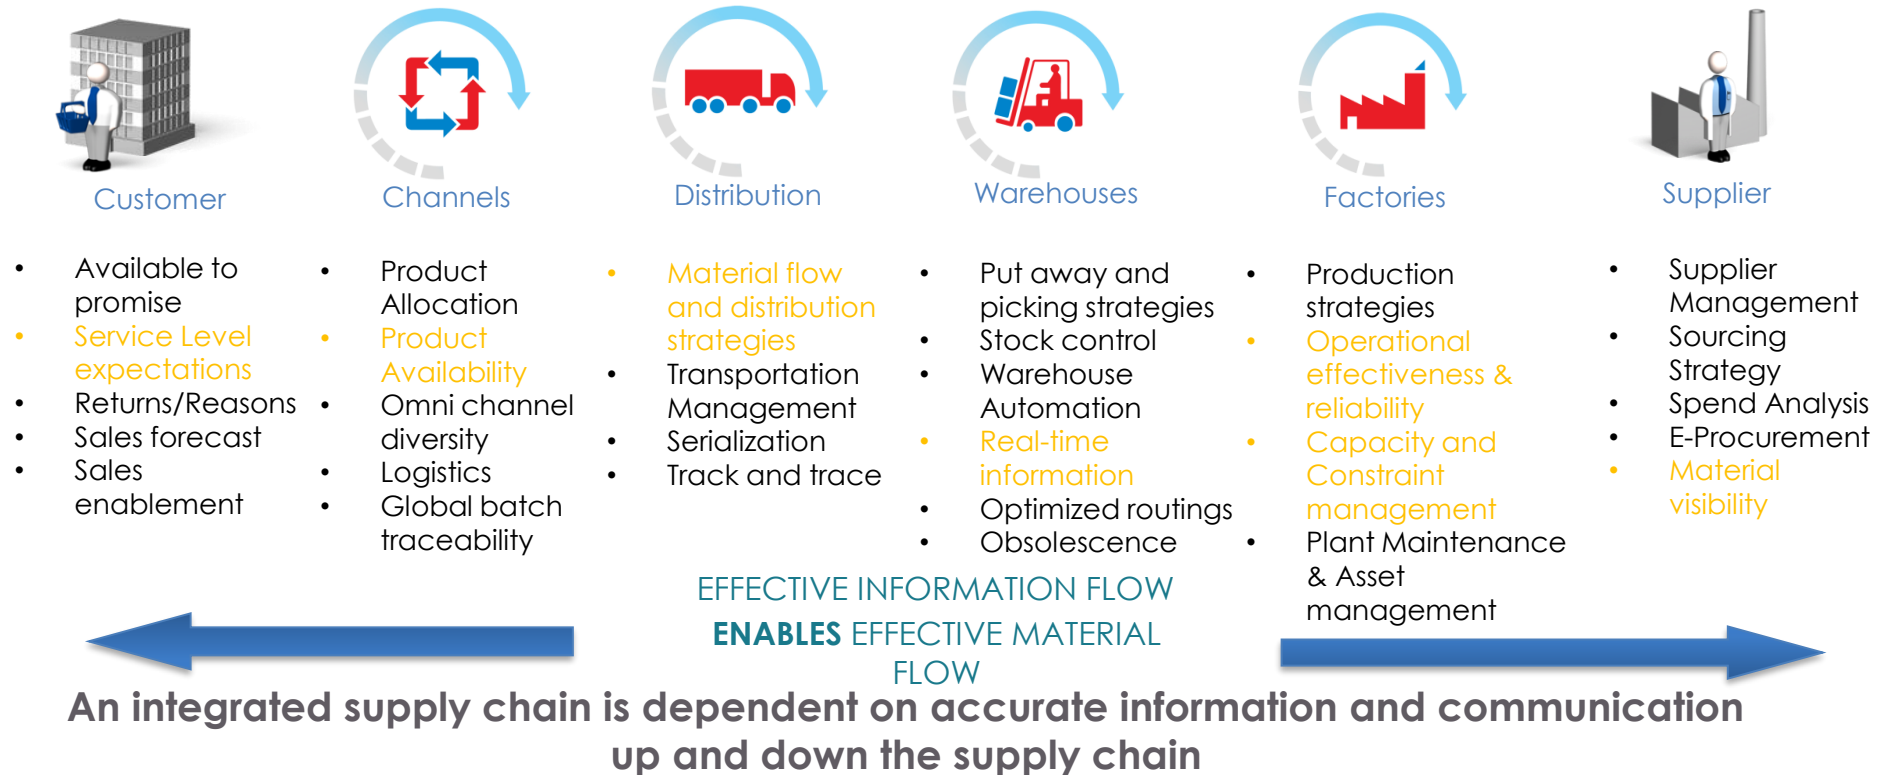 Customer
Channels
Distribution
Warehouses
Factories
Supplier
• Available to
promise
• Service Level
expectations
• Returns/Reasons
• Sales forecast
• Sales
enablement
• Product
Allocation
• Product
Availability
• Omni channel
diversity
• Logistics
• Global batch
traceability
• Material flow
and distribution
strategies
• Transportation
Management
• Serialization
• Track and trace
• Put away and
picking strategies
• Stock control
• Warehouse
Automation
• Real-time
information
• Optimized routings
• Obsolescence
• Production
strategies
• Operational
effectiveness &
reliability
• Capacity and
Constraint
management
• Plant Maintenance
& Asset
management
• Supplier
Management
• Sourcing
Strategy
• Spend Analysis
• E-Procurement
• Material
visibility
EFFECTIVE INFORMATION FLOW
ENABLES EFFECTIVE MATERIAL
FLOW
An integrated supply chain is dependent on accurate information and communication
up and down the supply chain